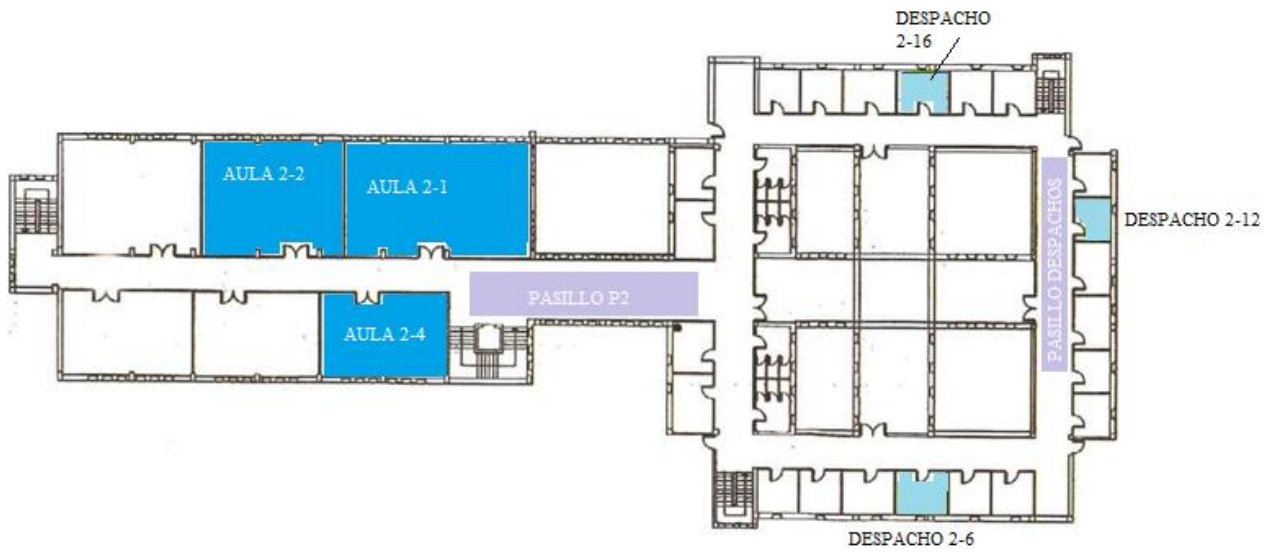 DESPACHO
2-16
AULA 2-2
AULA 2-1
DESPACHO 2-12
PASILLO DESPACHOS
PASILLO P2
AULA 2-4
DESPACHO 2-6